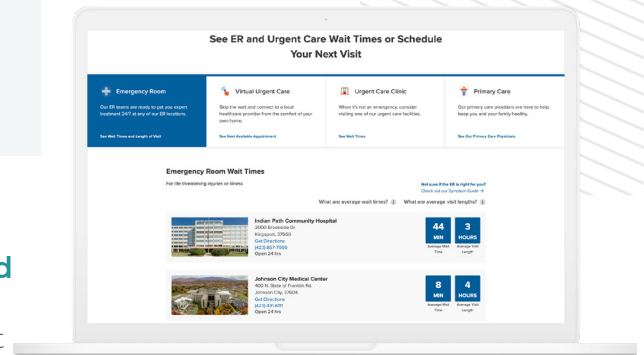 See ER and Urgent Care Wait Times or Schedule
Your Next Visit
Emergency Room
Our ER teams are ready to get you expert
treatment 24/7 at any of our ER locations.
See Wait Times and Length of Visit
Virtual Urgent Care
Skip the wait and connect to a local
healthcare provider from the comfort of your
own home.
See Next Available Appointment
Urgent Care Clinic
When it's not an emergency, consider
visiting one of our urgent care facilities.
See Wait Times
Primary Care
Our primary care providers are here to help
keep you and your family healthy.
See Our Primary Care Physicians
Emergency Room Wait Times
For life threatening injuries or illness
Not sure if the ER is right for you?
Check out our Symptom Guide →
What are average wait times? i
What are average visit lengths? i
Indian Path Community Hospital
2000 Brookside Dr.
Kingsport, 37660
Get Directions
(423) 857-7000
Open 24 hrs
44
MIN
Average Wait
Time
3
HOURS
Average Visit
Length
Johnson City Medical Center
400 N. State of Franklin Rd.
Johnson City, 37604
Get Directions
(423) 431-6111
Open 24 hrs
8
MIN
Average Wait
Time
4
HOURS
Average Visit
Length
d
t